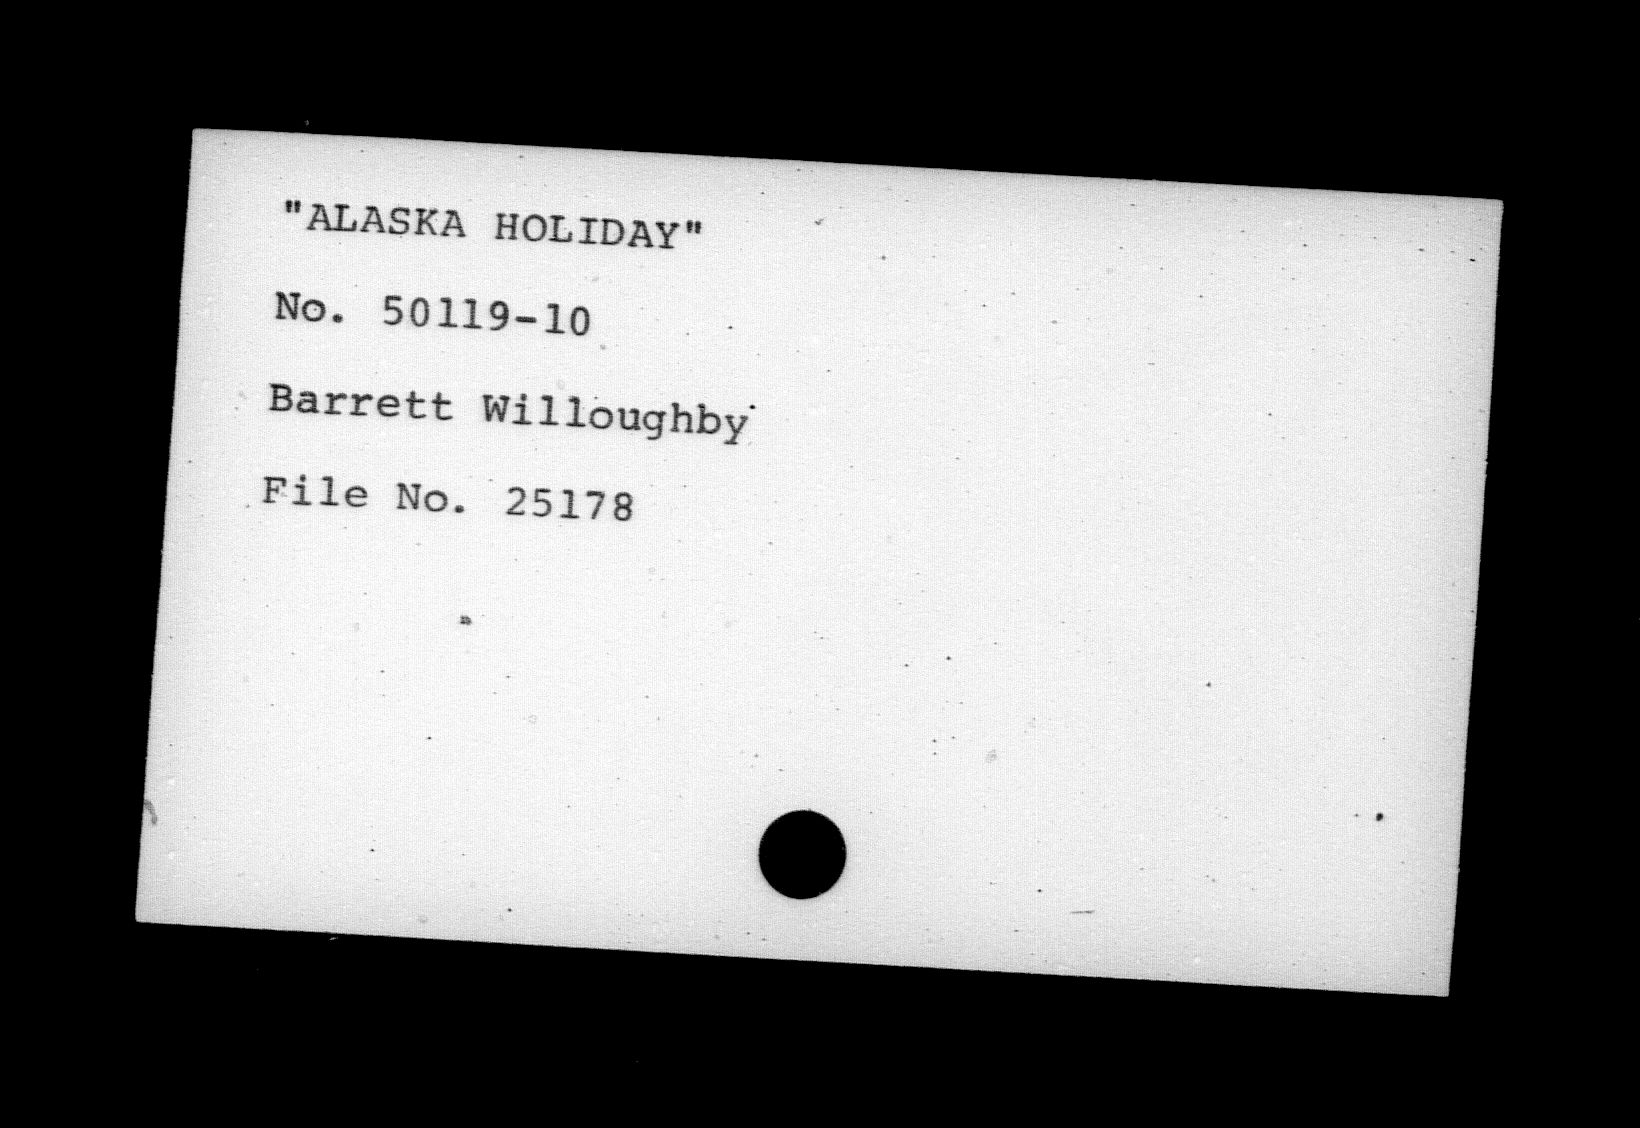 "ALASKA HOLIDAY"
No. 50119-10
Barrett Willoughby
File No. 25178